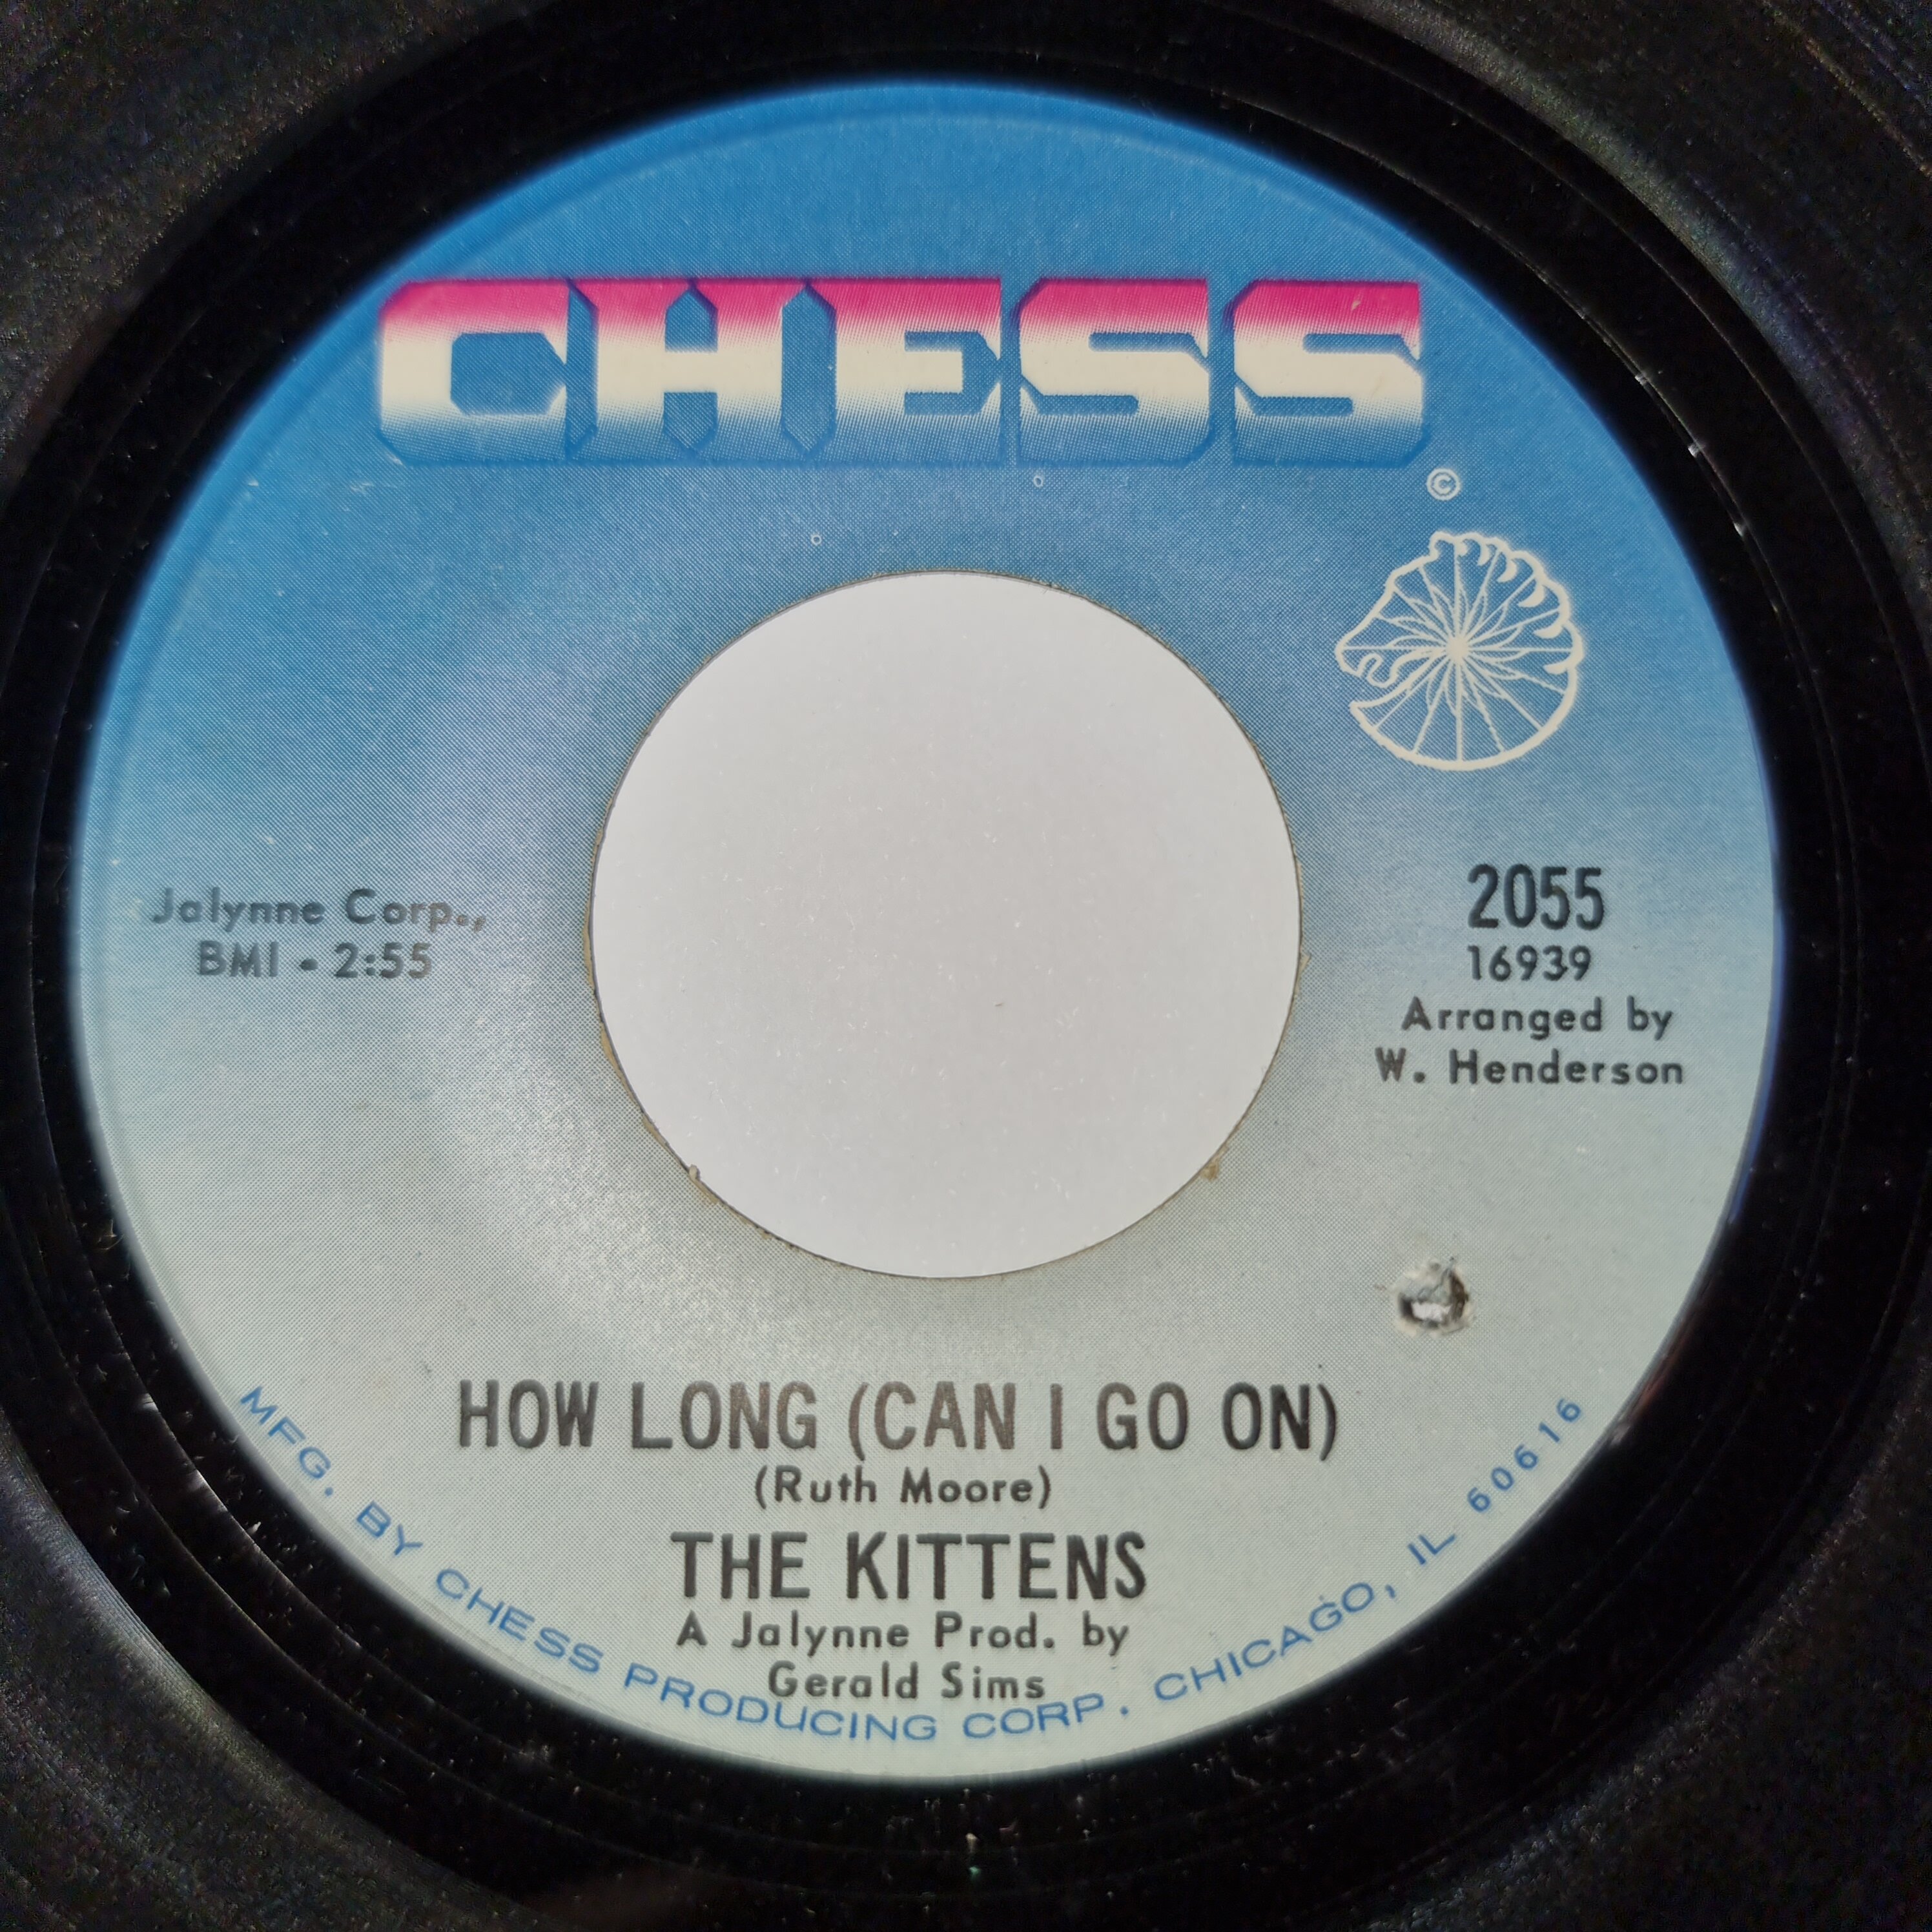 CHESS
©
Jalynne Corp.,
BMI - 2:55
2055
16939
Arranged by
W. Henderson
HOW LONG (CAN I GO ON)
(Ruth Moore)
THE KITTENS
A Jalynne Prod. by
Gerald Sims
MFG. BY CHESS PRODUCING CORP. CHICAGO, IL 60616